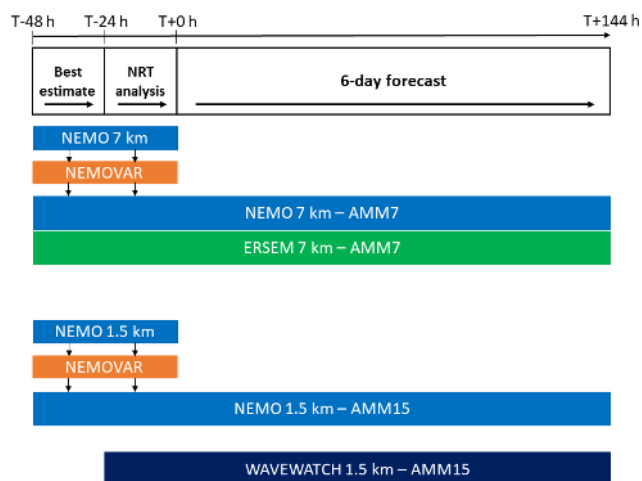 T-48 h
T-24 h
T+0 h
T+144 h
Best
estimate
NRT
analysis
6-day forecast
NEMO 7 km
NEMOVAR
NEMO 7 km – AMM7
ERSEM 7 km – AMM7
NEMO 1.5 km
NEMOVAR
NEMO 1.5 km – AMM15
WAVEWATCH 1.5 km – AMM15